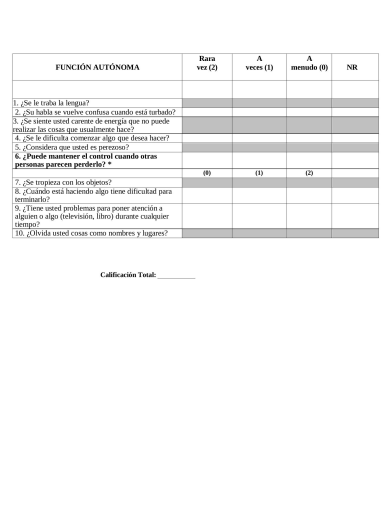 FUNCIÓN AUTÓNOMA
Rara
vez (2)
A
veces (1)
A
menudo (0)
NR
1. ¿Se le traba la lengua?
2. ¿Su habla se vuelve confusa cuando está turbado?
3. ¿Se siente usted carente de energía que no puede
realizar las cosas que usualmente hace?
4. ¿Se le dificulta comenzar algo que desea hacer?
5. ¿Considera que usted es perezoso?
6. ¿Puede mantener el control cuando otras
personas parecen perderlo? *
(0)
(1)
(2)
7. ¿Se tropieza con los objetos?
8. ¿Cuándo está haciendo algo tiene dificultad para
terminarlo?
9. ¿Tiene usted problemas para poner atención a
alguien o algo (televisión, libro) durante cualquier
tiempo?
10. ¿Olvida usted cosas como nombres y lugares?
Calificación Total: ___________